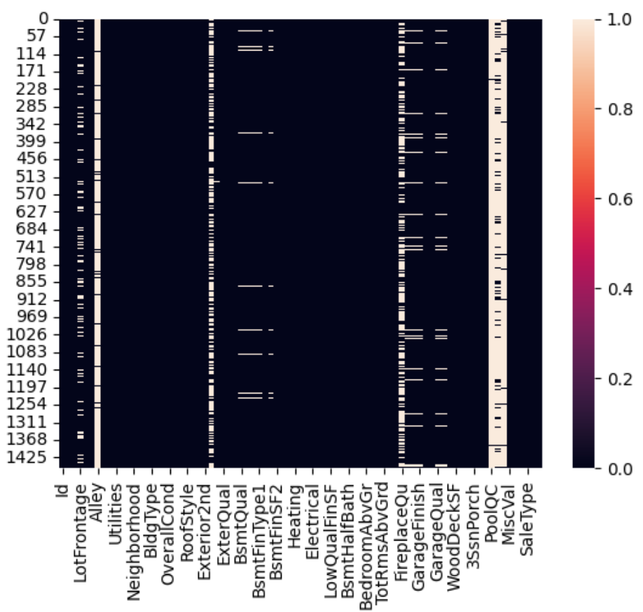 0
57
114
171
228
285
342
399
456
513
570
627
684
741
798
855
912
969
1026
1083
1140
1197
1254
1311
1368
1425
1.0
0.8
0.6
0.4
0.2
0.0
Id
LotFrontage
Alley
Utilities
Neighborhood
BldgType
OverallCond
RoofStyle
Exterior2nd
ExterQual
BsmtQual
BsmtFinType1
BsmtFinSF2
Heating
Electrical
LowQualFinSF
BsmtHalfBath
BedroomAbvGr
TotRmsAbvGrd
FireplaceQu
GarageFinish
GarageQual
WoodDeckSF
3SsnPorch
PoolQC
MiscVal
SaleType